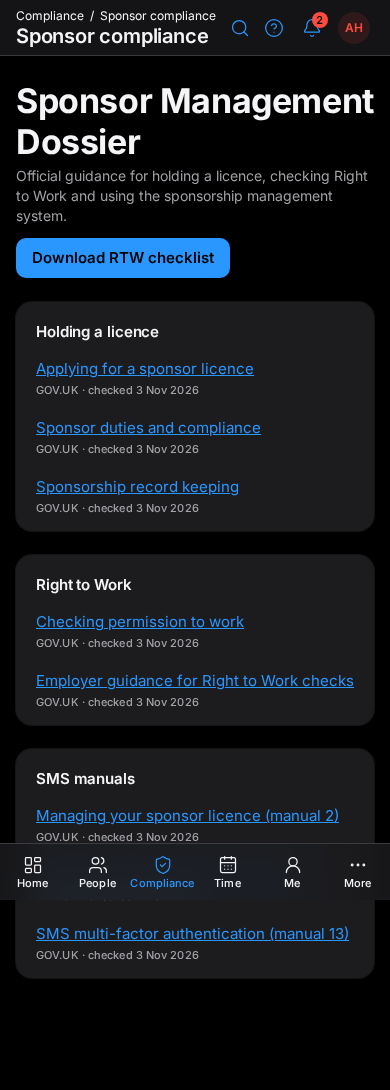 Compliance / Sponsor compliance
Sponsor compliance
2
AH
Sponsor Management
Dossier
Official guidance for holding a licence, checking Right
to Work and using the sponsorship management
system.
Download RTW checklist
Holding a licence
Applying for a sponsor licence
GOV.UK · checked 3 Nov 2026
Sponsor duties and compliance
GOV.UK · checked 3 Nov 2026
Sponsorship record keeping
GOV.UK · checked 3 Nov 2026
Right to Work
Checking permission to work
GOV.UK · checked 3 Nov 2026
Employer guidance for Right to Work checks
GOV.UK · checked 3 Nov 2026
SMS manuals
Managing your sponsor licence (manual 2)
GOV.UK · checked 3 Nov 2026
Home People Compliance Time Me More
SMS multi-factor authentication (manual 13)
GOV.UK · checked 3 Nov 2026